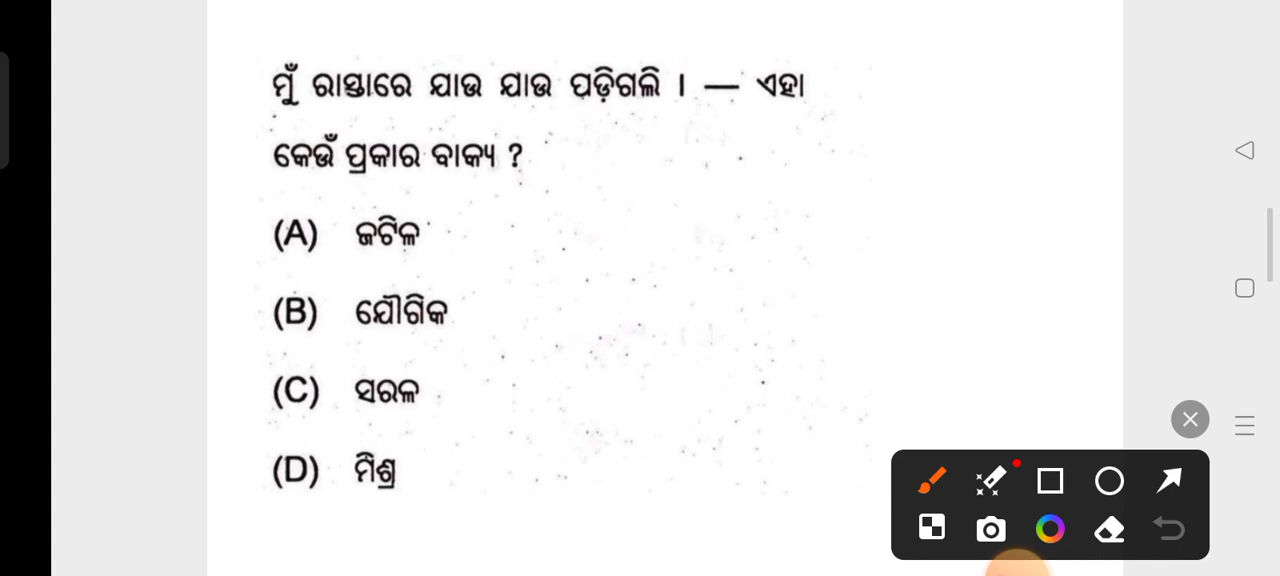 ମୁଁ ରାସ୍ତାରେ ଯାଉ ଯାଉ ପଡ଼ିଗଲି । — ଏହା
କେଉଁ ପ୍ରକାର ବାକ୍ୟ ?
(A) ଜଟିଳ
(B) ଯୌଗିକ
(C) ସରଳ
(D) ମିଶ୍ର